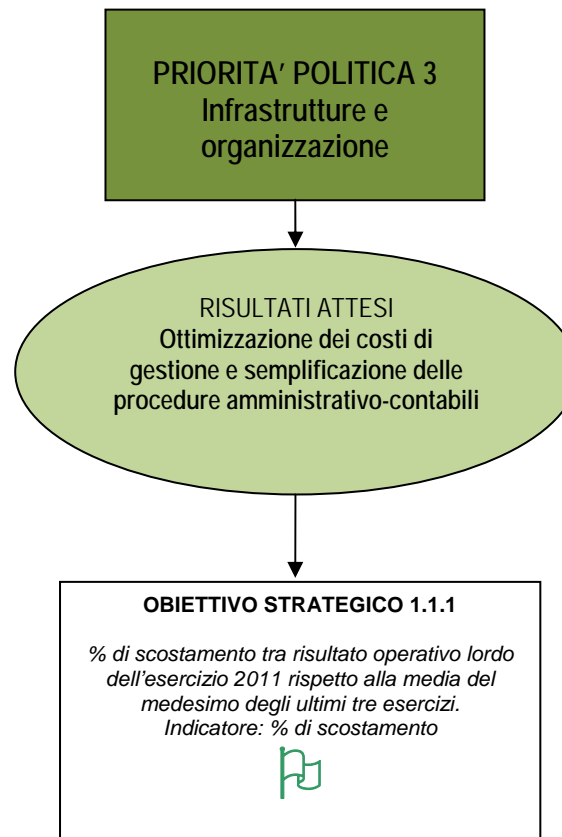 PRIORITA’ POLITICA 3
Infrastrutture e
organizzazione
RISULTATI ATTESI
Ottimizzazione dei costi di
gestione e semplificazione delle
procedure amministrativo-contabili
OBIETTIVO STRATEGICO 1.1.1
% di scostamento tra risultato operativo lordo
dell’esercizio 2011 rispetto alla media del
medesimo degli ultimi tre esercizi.
Indicatore: % di scostamento